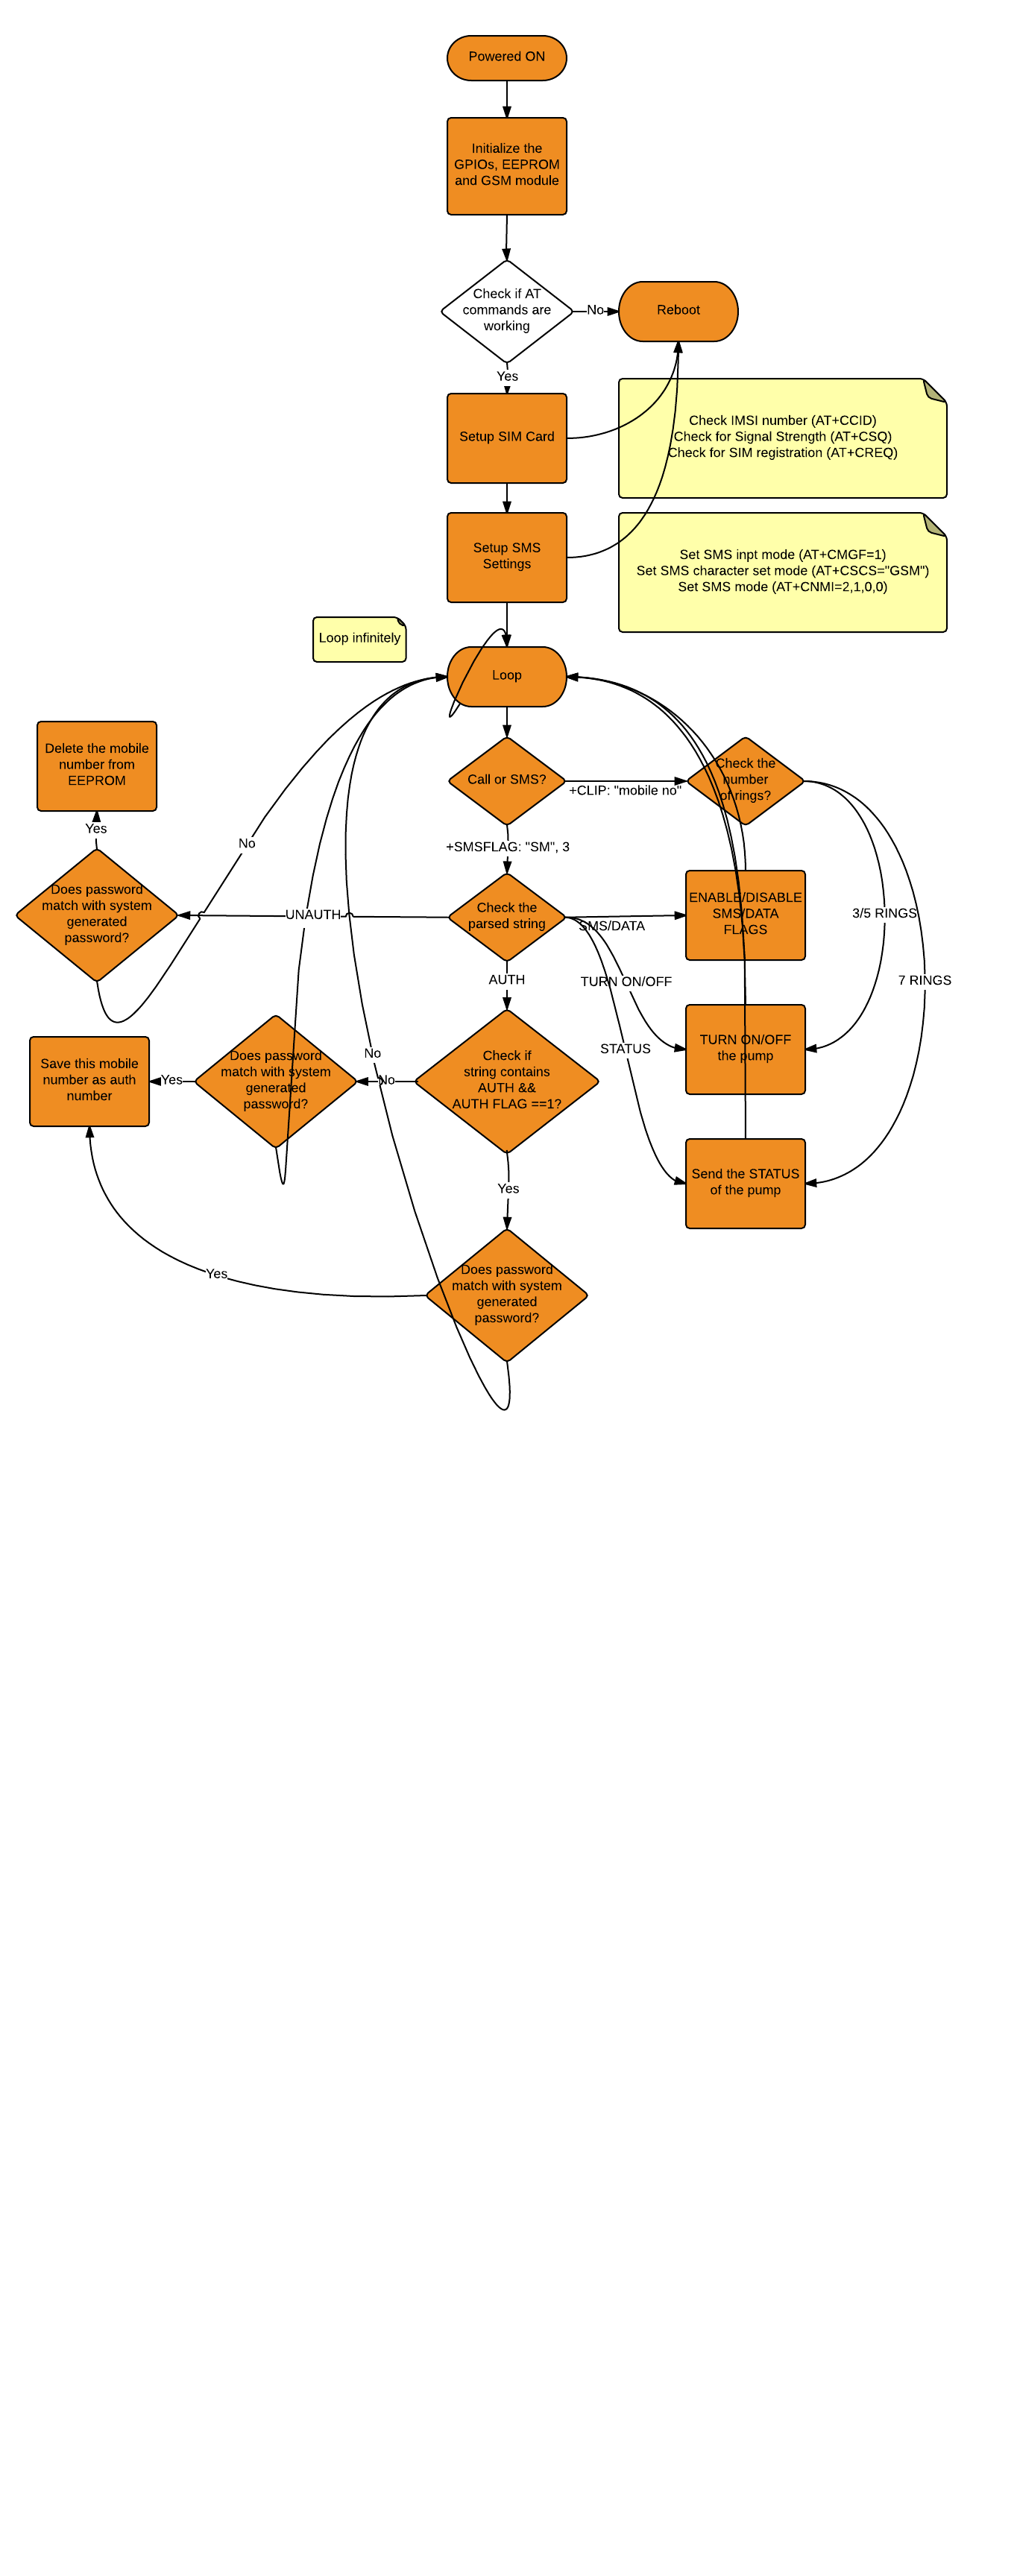 Powered ON
Initialize the
GPIOs, EEPROM
and GSM module
Check if AT
commands are
working
No
Reboot
Yes
Setup SIM Card
Check IMSI number (AT+CCID)
Check for Signal Strength (AT+CSQ)
Check for SIM registration (AT+CREQ)
Setup SMS
Settings
Set SMS inpt mode (AT+CMGF=1)
Set SMS character set mode (AT+CSCS="GSM")
Set SMS mode (AT+CNMI=2,1,0,0)
Loop infinitely
Loop
Delete the mobile
number from
EEPROM
Call or SMS?
+CLIP: "mobile no"
Check the
number
of rings?
Yes
No
+SMSFLAG: "SM", 3
Does password
match with system
generated
password?
UNAUTH
Check the
parsed string
SMS/DATA
ENABLE/DISABLE
SMS/DATA
FLAGS
3/5 RINGS
7 RINGS
AUTH
TURN ON/OFF
STATUS
TURN ON/OFF
the pump
Save this mobile
number as auth
number
Yes
Does password
match with system
generated
password?
No
No
Check if
string contains
AUTH &&
AUTH FLAG ==1?
Send the STATUS
of the pump
Yes
Yes
Does password
match with system
generated
password?